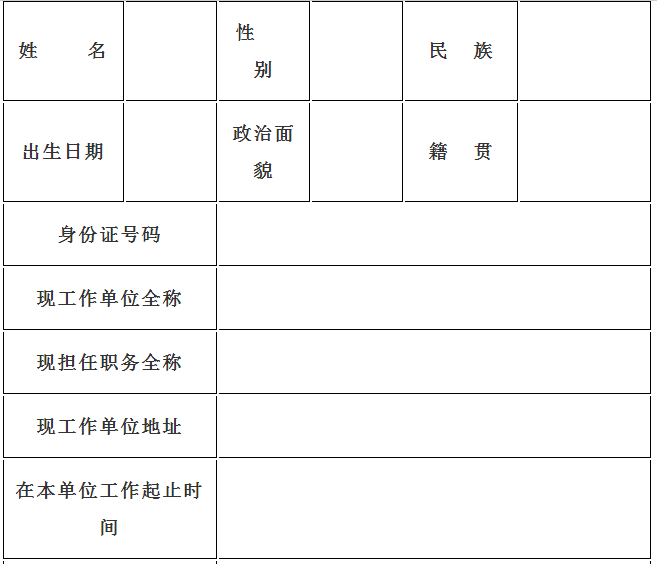 姓 名
性
别
民 族
出生日期
政治面
貌
籍 贯
身份证号码
现工作单位全称
现担任职务全称
现工作单位地址
在本单位工作起止时
间